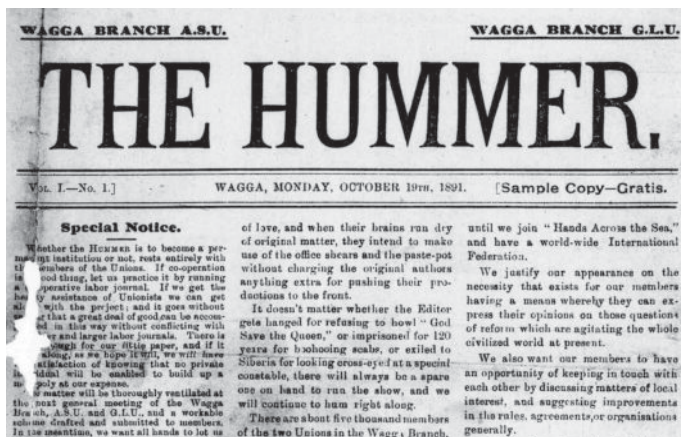 WAGGA BRANCH A.S.U.
WAGGA BRANCH G.L.U.
THE HUMMER.
VOL. I.—No. 1.]
WAGGA, MONDAY, OCTOBER 19TH, 1891.
[Sample Copy—Gratis.
Special Notice.
Whether the HUMMER is to become a per-
institution or not, rests entirely with
members of the Unions. If co-operation
good thing, let us practice it by running
operative labor journal. If we get the
assistance of Unionists we can get
with the project; and it goes without
that a great deal of good can be accom-
in this way without conflicting with
and larger labor journals. There is
for our little paper, and if it
along, as we hope it will, we will have
satisfaction of knowing that no private
will be enabled to build up a
at our expense.
matter will be thoroughly ventilated at
the next general meeting of the Wagga
Branch, A.S.U. and G.L.U., and a workable
scheme drafted and submitted to members.
In the meantime, we want all hands to let us
of love, and when their brains run dry
of original matter, they intend to make
use of the office shears and the paste-pot
without charging the original authors
anything extra for pushing their pro-
ductions to the front.
It doesn't matter whether the Editor
gets hanged for refusing to howl "God
Save the Queen," or imprisoned for 120
years for boohooing scabs, or exiled to
Siberia for looking cross-eyed at a special
constable, there will always be a spare
one on hand to run the show, and we
will continue to hum right along.
There are about five thousand members
of the two Unions in the Wagga Branch,
until we join "Hands Across the Sea,"
and have a world-wide International
Federation.
We justify our appearance on the
necessity that exists for our members
having a means whereby they can ex-
press their opinions on those questions
of reform which are agitating the whole
civilized world at present.
We also want our members to have
an opportunity of keeping in touch with
each other by discussing matters of local
interest, and suggesting improvements
in the rules, agreements, or organisations
generally.